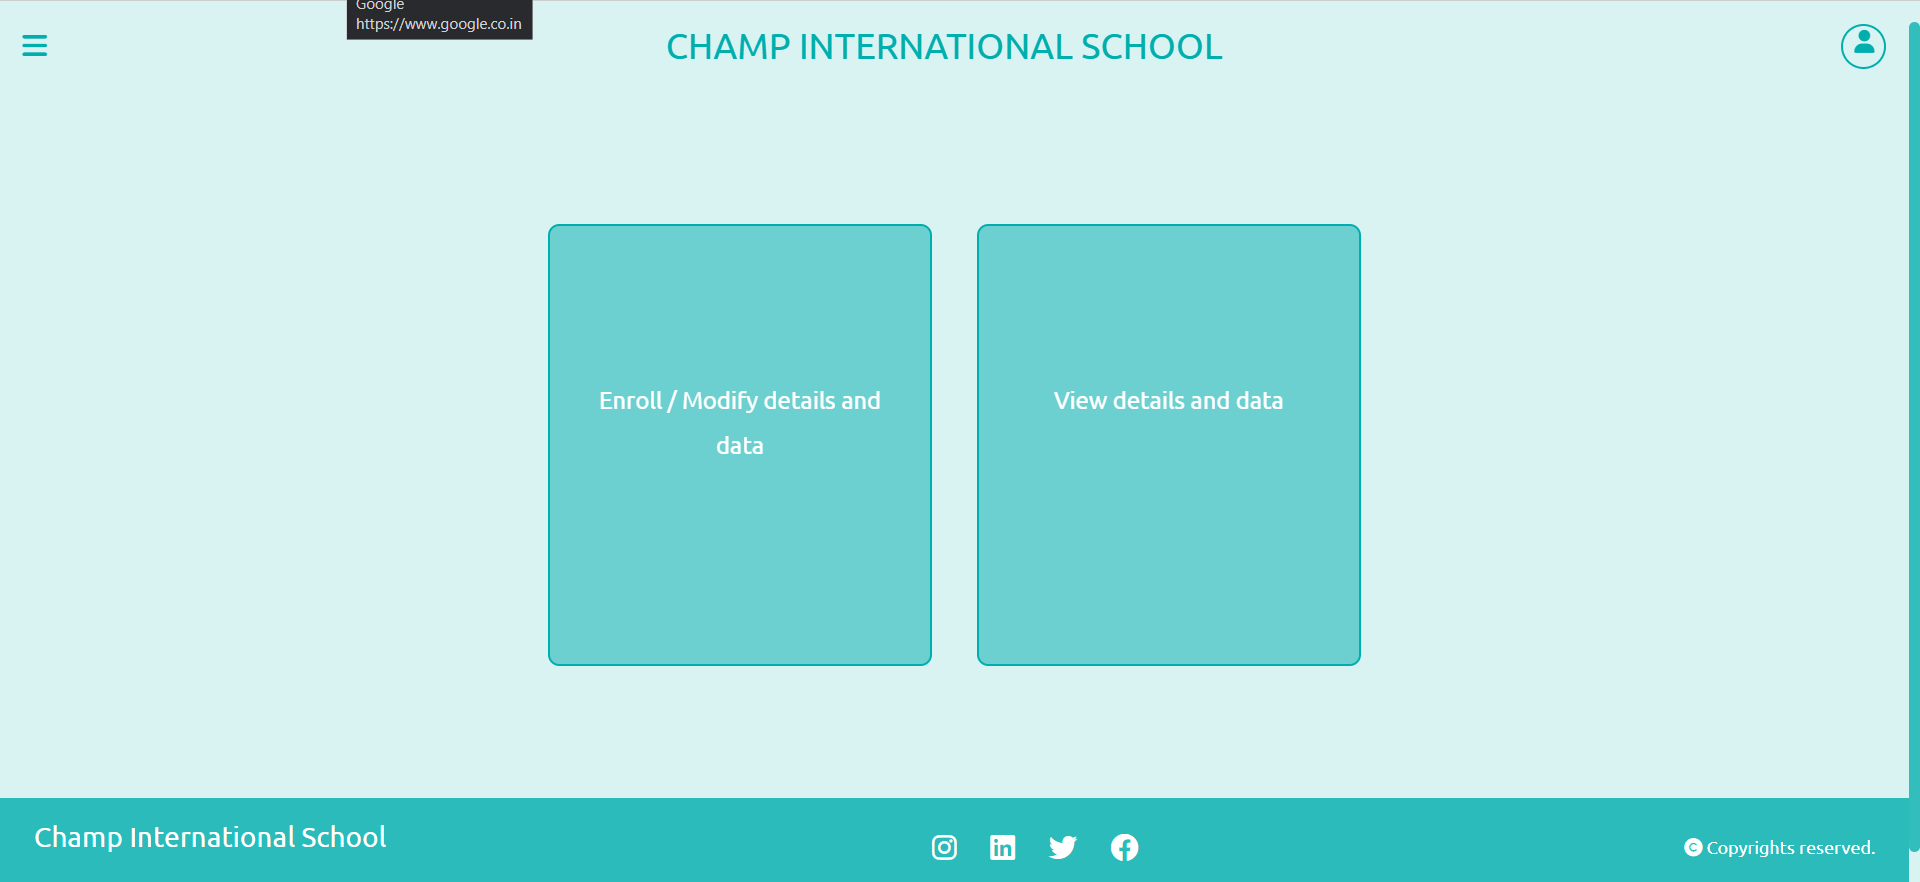 Google
https://www.google.co.in
CHAMP INTERNATIONAL SCHOOL
Enroll / Modify details and
data
View details and data
Champ International School
© Copyrights reserved.